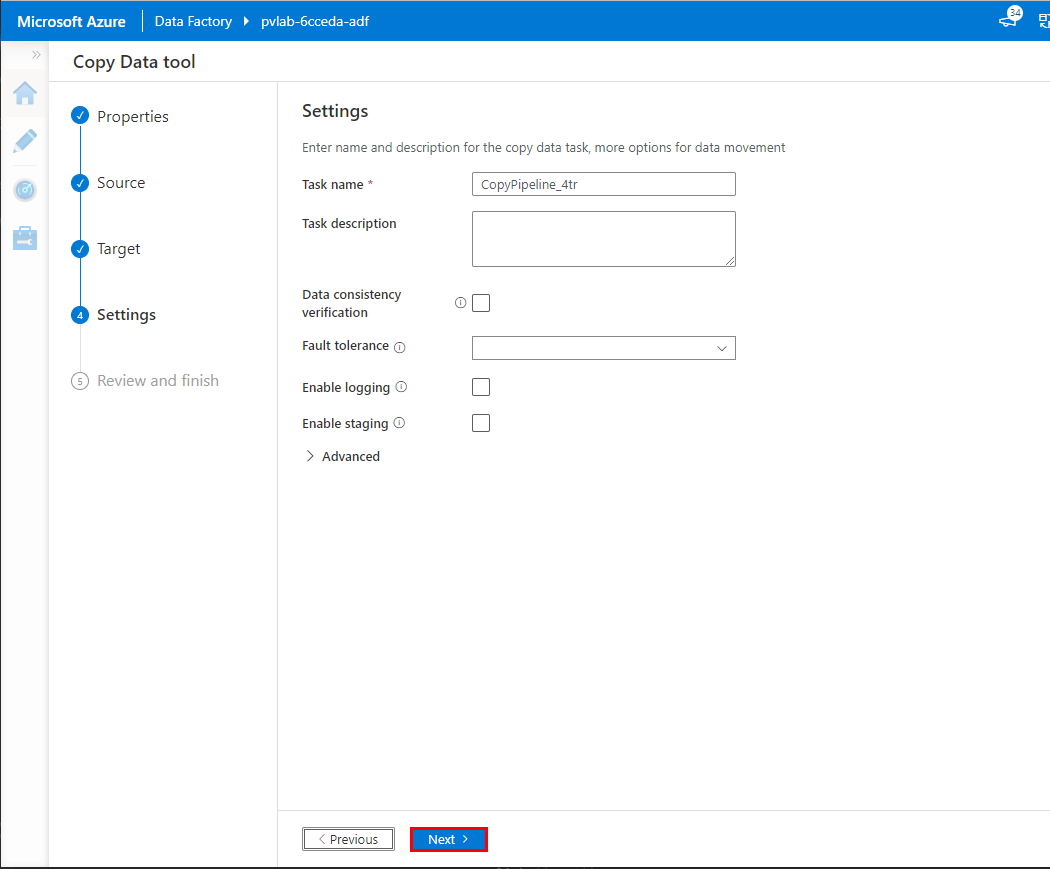 Microsoft Azure
Data Factory
pvlab-6cceda-adf
34
Copy Data tool
Properties
Source
Target
4
Settings
5
Review and finish
Settings
Enter name and description for the copy data task, more options for data movement
Task name *
CopyPipeline_4tr
Task description
Data consistency
verification
Fault tolerance
Enable logging
Enable staging
Advanced
Previous
Next